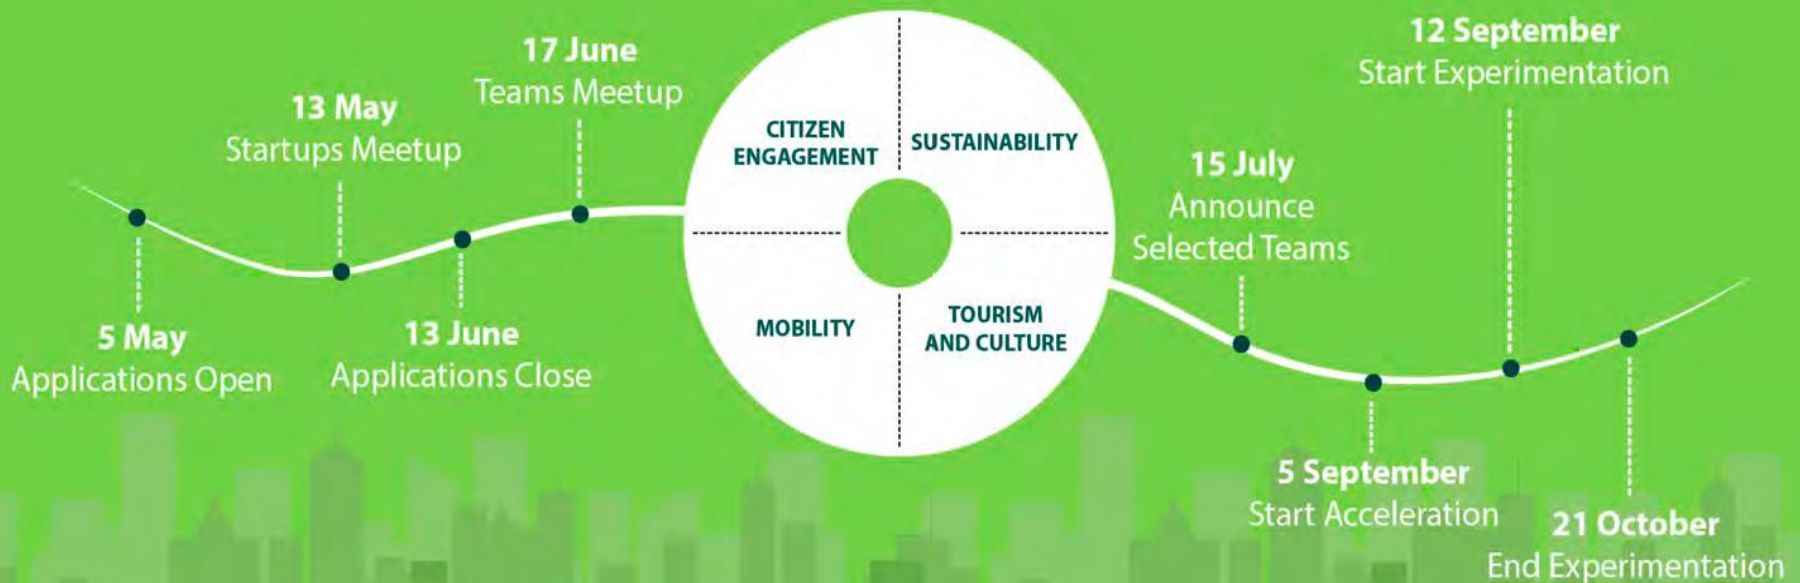 5 May
Applications Open
13 May
Startups Meetup
13 June
Applications Close
17 June
Teams Meetup
CITIZEN
ENGAGEMENT
SUSTAINABILITY
MOBILITY
TOURISM
AND CULTURE
15 July
Announce
Selected Teams
5 September
Start Acceleration
12 September
Start Experimentation
21 October
End Experimentation